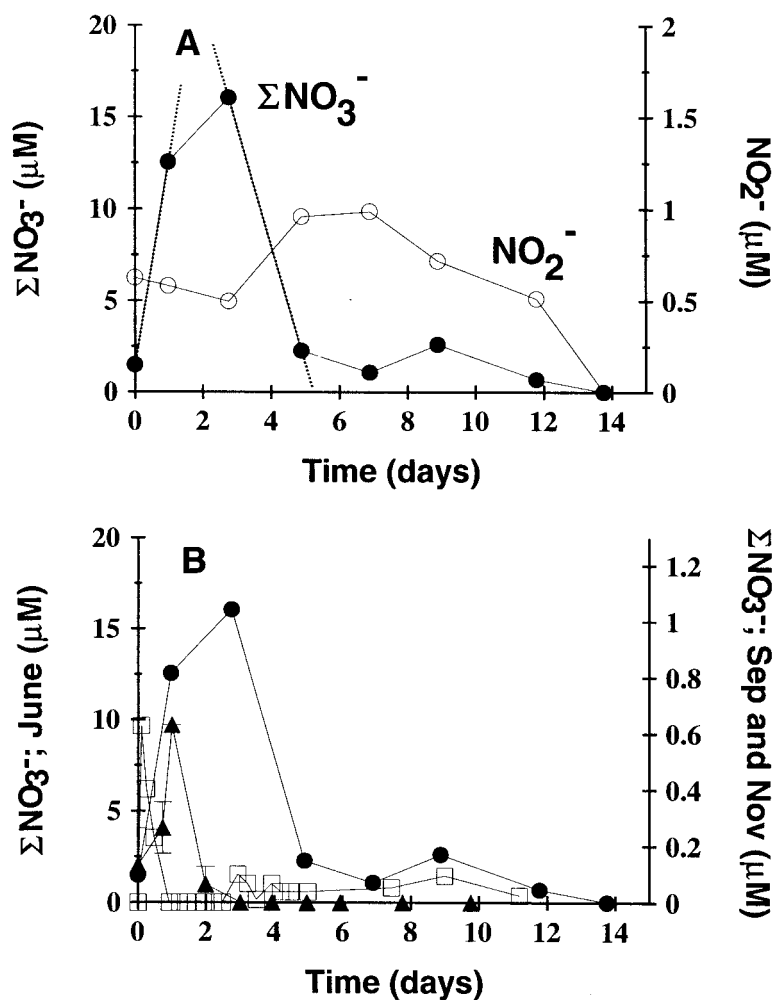 A
ΣNO₃⁻
NO₂⁻
ΣNO₃⁻ (μM)
20
15
10
5
0
NO₂⁻ (μM)
2
1.5
1
0.5
0
0 2 4 6 8 10 12 14
Time (days)
B
ΣNO₃⁻; June (μM)
20
15
10
5
0
ΣNO₃⁻; Sep and Nov (μM)
1.2
1
0.8
0.6
0.4
0.2
0
0 2 4 6 8 10 12 14
Time (days)